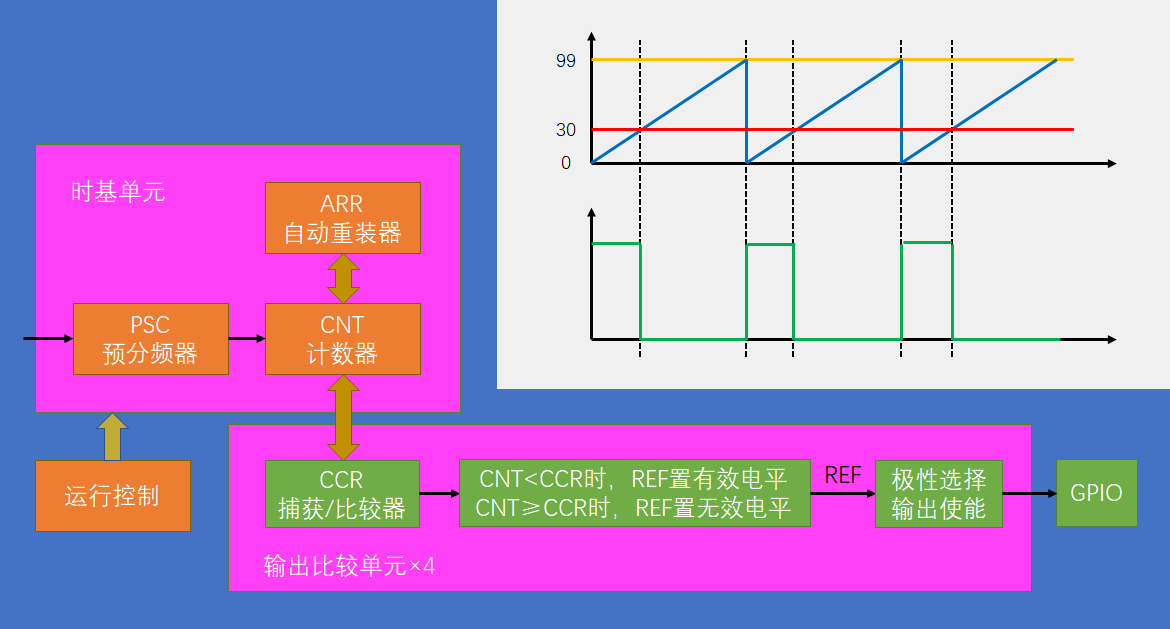 99
30
0
时基单元
ARR
自动重装器
PSC
预分频器
CNT
计数器
运行控制
CCR
捕获/比较器
CNT<CCR时，REF置有效电平
CNT≥CCR时，REF置无效电平
REF
极性选择
输出使能
GPIO
输出比较单元×4